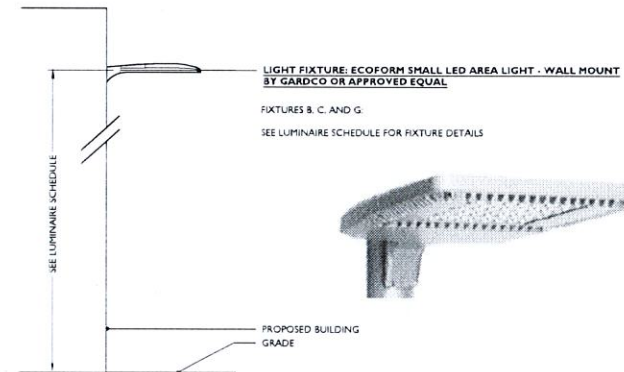 LIGHT FIXTURE: ECOFORM SMALL LED AREA LIGHT - WALL MOUNT
BY GARDCO OR APPROVED EQUAL
FIXTURES B, C, AND G:
SEE LUMINAIRE SCHEDULE FOR FIXTURE DETAILS
SEE LUMINAIRE SCHEDULE
PROPOSED BUILDING
GRADE